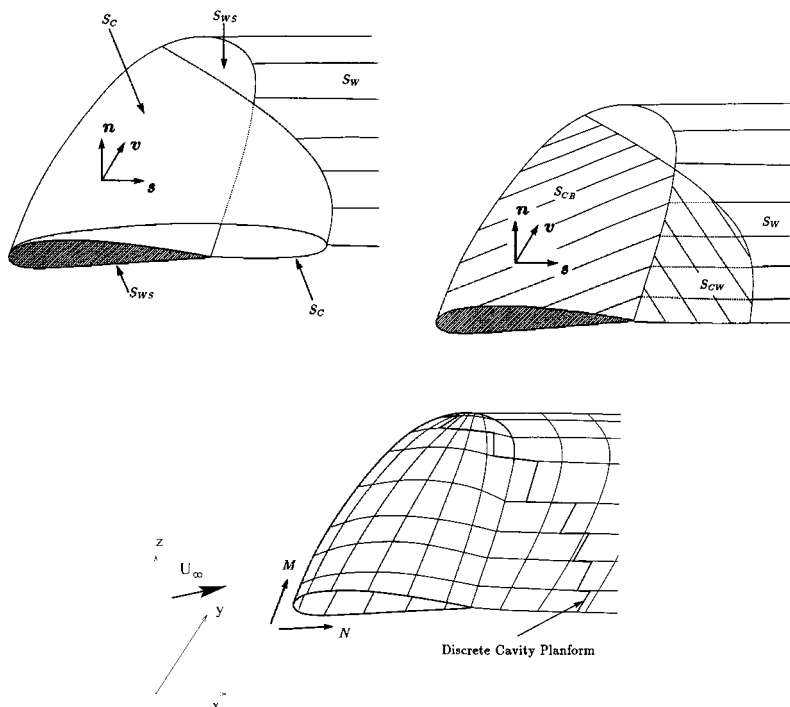 S_C
S_WS
S_W
n
v
s
S_WS
S_C
S_CB
n
v
s
S_W
S_CW
z
U_∞
y
x
M
N
Discrete Cavity Planform